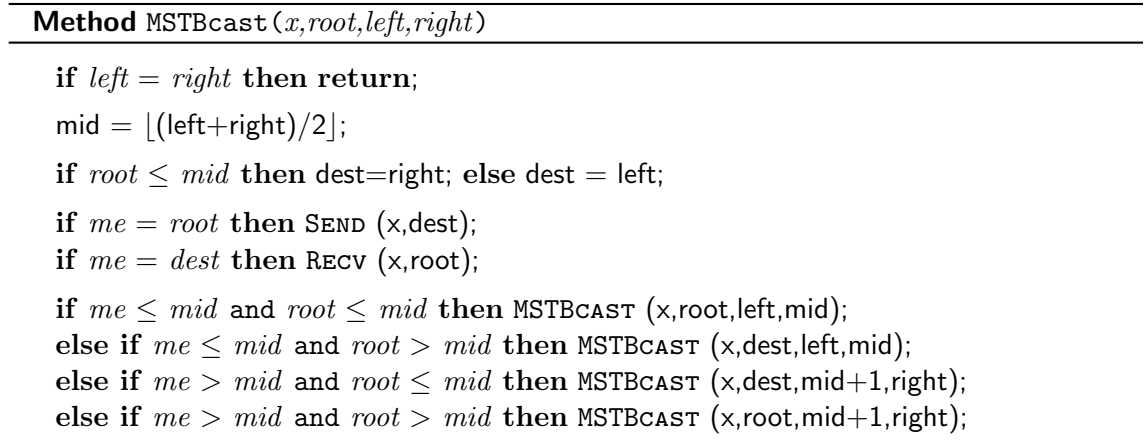 Method MSTBcast(x,root,left,right)
if left = right then return;
mid = ⌊(left+right)/2⌋;
if root ≤ mid then dest=right; else dest = left;
if me = root then SEND (x,dest);
if me = dest then RECV (x,root);
if me ≤ mid and root ≤ mid then MSTBCAST (x,root,left,mid);
else if me ≤ mid and root > mid then MSTBCAST (x,dest,left,mid);
else if me > mid and root ≤ mid then MSTBCAST (x,dest,mid+1,right);
else if me > mid and root > mid then MSTBCAST (x,root,mid+1,right);